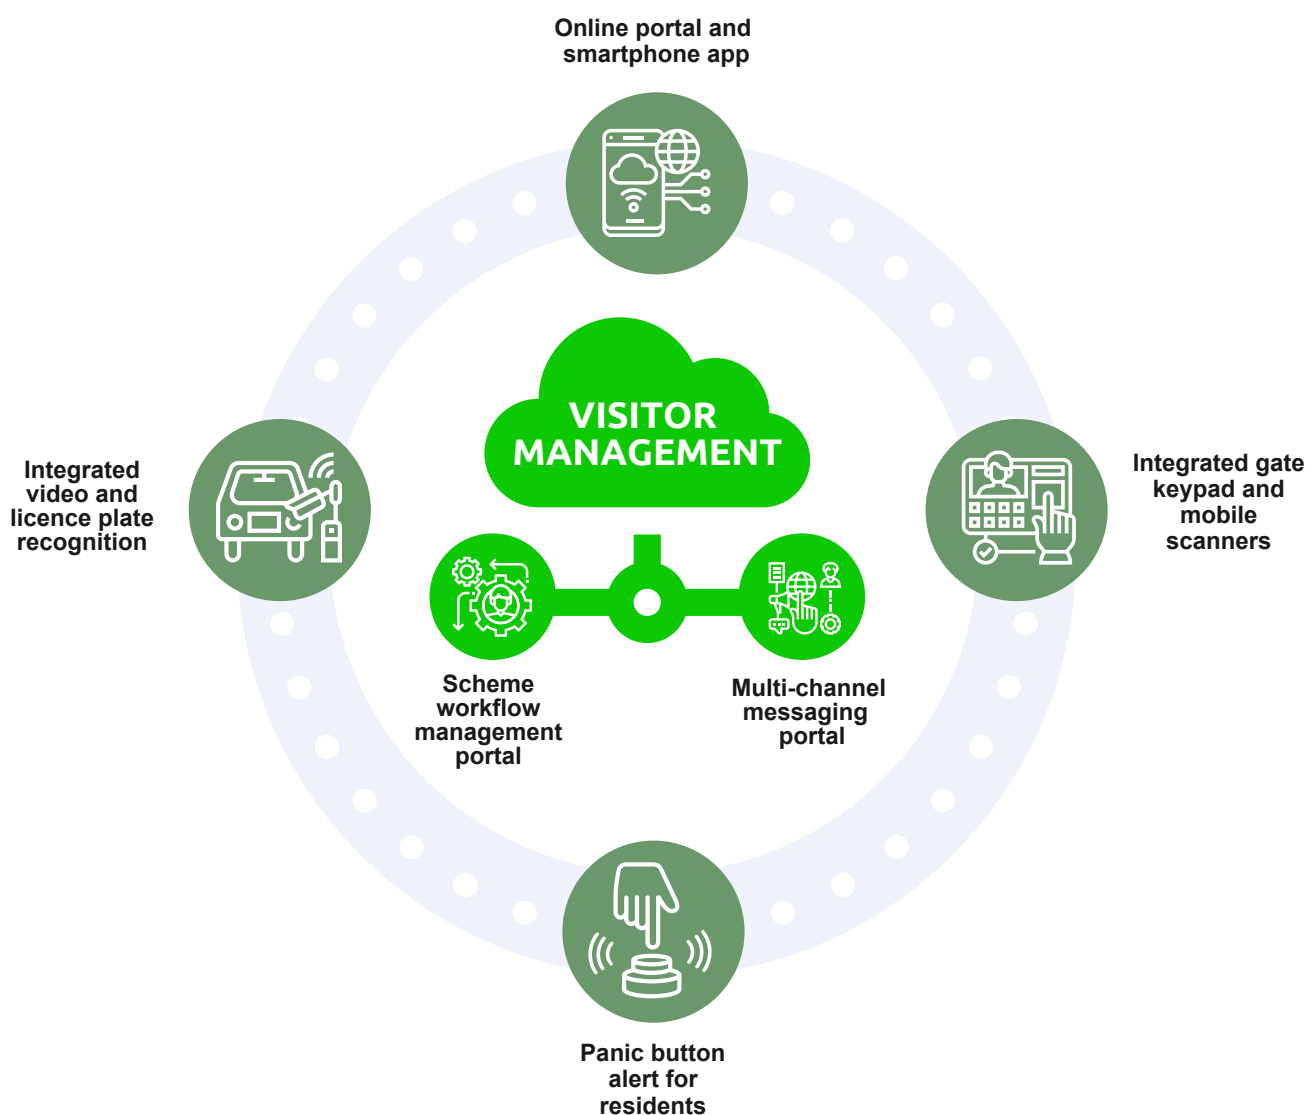 Online portal and
smartphone app
VISITOR
MANAGEMENT
Integrated
video and
licence plate
recognition
Integrated gate
keypad and
mobile
scanners
Scheme
workflow
management
portal
Multi-channel
messaging
portal
Panic button
alert for
residents